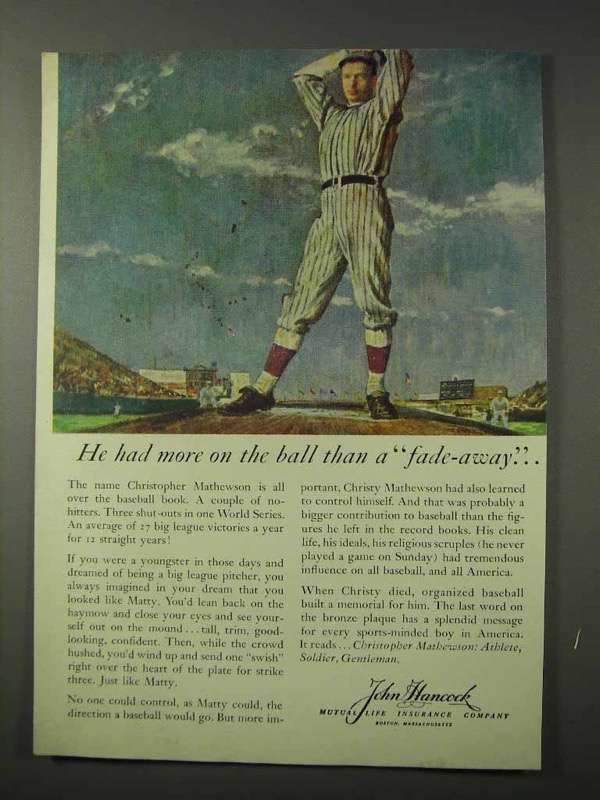 He had more on the ball than a "fade-away"...
The name Christopher Mathewson is all
over the baseball book. A couple of no-
hitters. Three shut-outs in one World Series.
An average of 27 big league victories a year
for 12 straight years!
If you were a youngster in those days and
dreamed of being a big league pitcher, you
always imagined in your dream that you
looked like Matty. You'd lean back on the
haymow and close your eyes and see your-
self out on the mound...tall, trim, good-
looking, confident. Then, while the crowd
hushed, you'd wind up and send one "swish"
right over the heart of the plate for strike
three. Just like Matty.
No one could control, as Matty could, the
direction a baseball would go. But more im-
portant, Christy Mathewson had also learned
to control himself. And that was probably a
bigger contribution to baseball than the fig-
ures he left in the record books. His clean
life, his ideals, his religious scruples (he never
played a game on Sunday) had tremendous
influence on all baseball, and all America.
When Christy died, organized baseball
built a memorial for him. The last word on
the bronze plaque has a splendid message
for every sports-minded boy in America.
It reads...Christopher Mathewson: Athlete,
Soldier, Gentleman.
John Hancock
MUTUAL LIFE INSURANCE COMPANY
BOSTON, MASSACHUSETTS